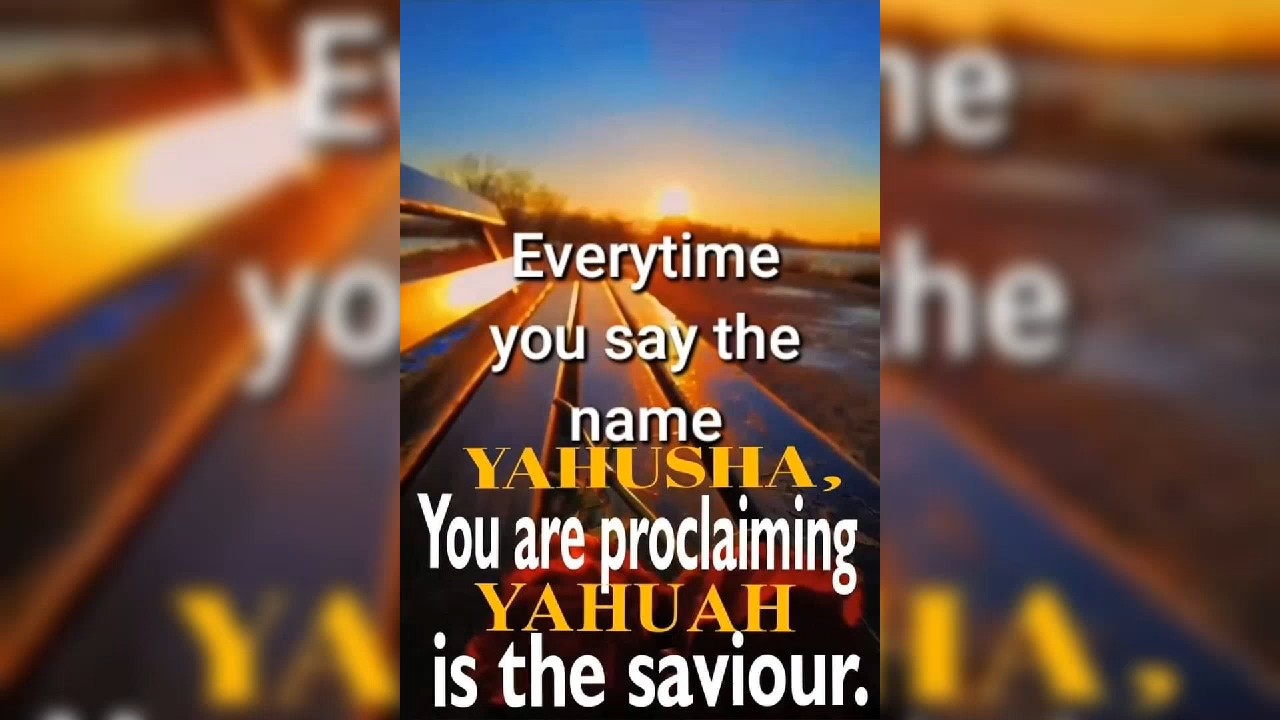 Everytime
you say the
name
YAHUSHA,
You are proclaiming
YAHUAH
is the saviour.